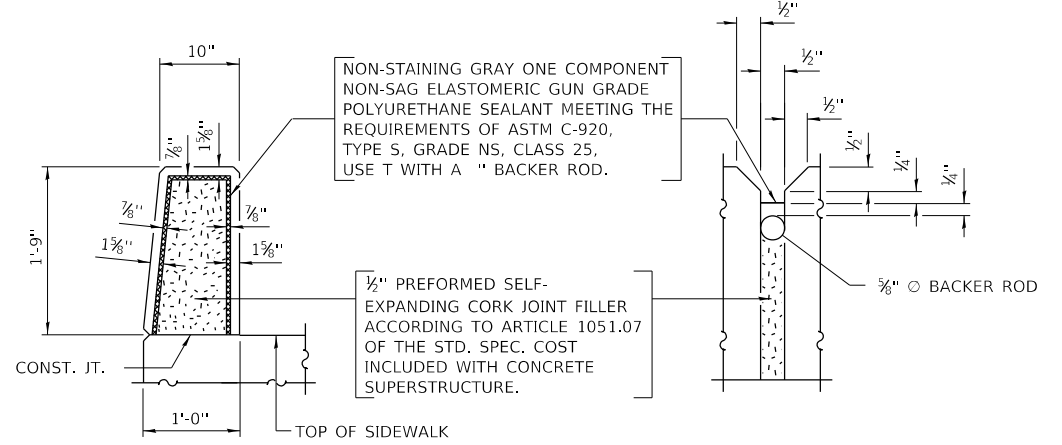 ½"
½"
10"
NON-STAINING GRAY ONE COMPONENT
NON-SAG ELASTOMERIC GUN GRADE
POLYURETHANE SEALANT MEETING THE
REQUIREMENTS OF ASTM C-920,
TYPE S, GRADE NS, CLASS 25,
USE T WITH A " BACKER ROD.
½"
⅞"
1⅝"
½"
¼"
¼"
⅞"
⅞"
1'-9"
1⅝"
1⅝"
½" PREFORMED SELF-
EXPANDING CORK JOINT FILLER
ACCORDING TO ARTICLE 1051.07
OF THE STD. SPEC. COST
INCLUDED WITH CONCRETE
SUPERSTRUCTURE.
⅝" ∅ BACKER ROD
CONST. JT.
1'-0"
TOP OF SIDEWALK